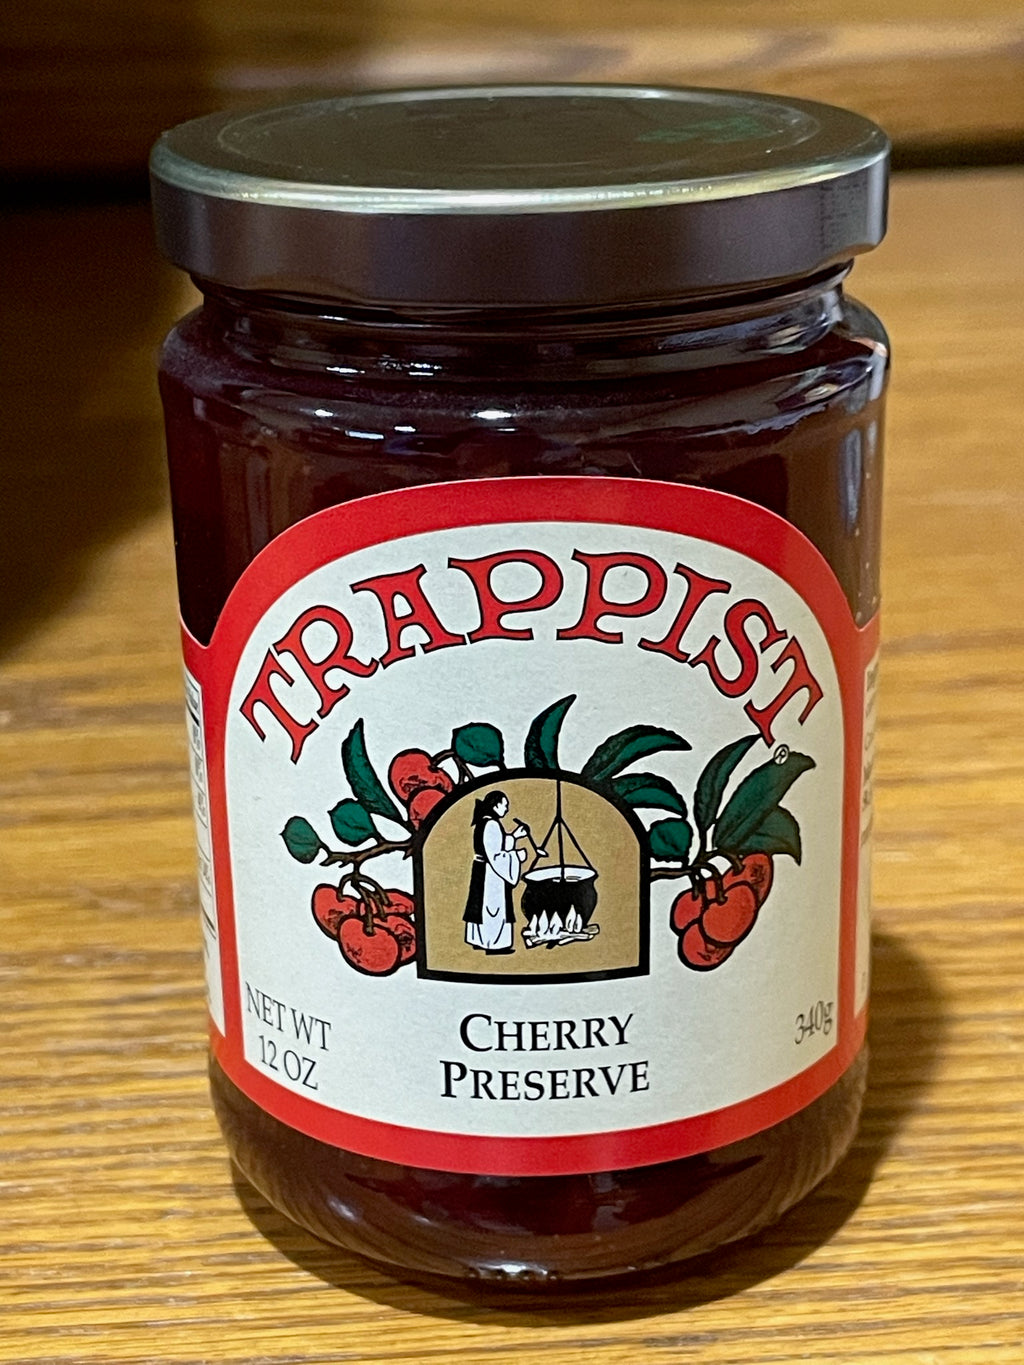 TRAPPIST®
NET WT
12 OZ
CHERRY
PRESERVE
340g